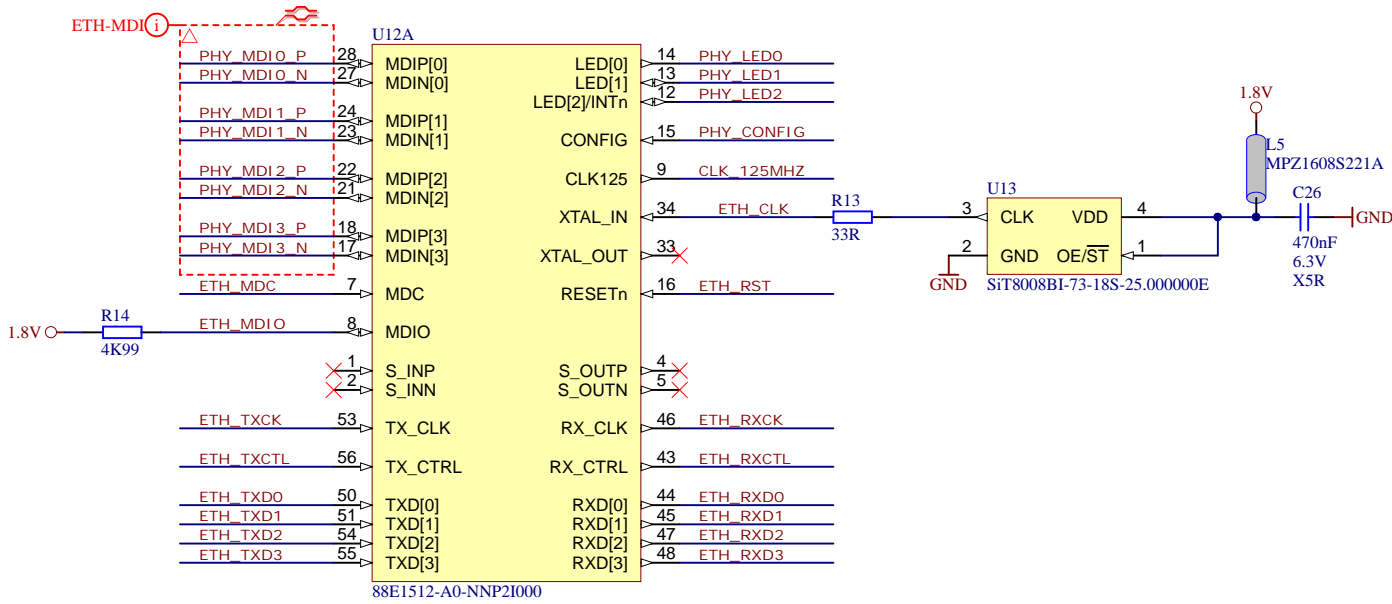 ETH-MDI i
U12A
PHY_MDI0_P 28 MDIP[0] LED[0] 14 PHY_LED0
PHY_MDI0_N 27 MDIN[0] LED[1] 13 PHY_LED1
LED[2]/INTn 12 PHY_LED2
PHY_MDI1_P 24 MDIP[1]
PHY_MDI1_N 23 MDIN[1] CONFIG 15 PHY_CONFIG
PHY_MDI2_P 22 MDIP[2] CLK125 9 CLK_125MHZ
PHY_MDI2_N 21 MDIN[2]
XTAL_IN 34 ETH_CLK
PHY_MDI3_P 18 MDIP[3]
PHY_MDI3_N 17 MDIN[3] XTAL_OUT 33
ETH_MDC 7 MDC RESETn 16 ETH_RST
1.8V R14 ETH_MDIO 8 MDIO
4K99
1 S_INP S_OUTP 4
2 S_INN S_OUTN 5
ETH_TXCK 53 TX_CLK RX_CLK 46 ETH_RXCK
ETH_TXCTL 56 TX_CTRL RX_CTRL 43 ETH_RXCTL
ETH_TXD0 50 TXD[0] RXD[0] 44 ETH_RXD0
ETH_TXD1 51 TXD[1] RXD[1] 45 ETH_RXD1
ETH_TXD2 54 TXD[2] RXD[2] 47 ETH_RXD2
ETH_TXD3 55 TXD[3] RXD[3] 48 ETH_RXD3
88E1512-A0-NNP2I000
R13
33R
U13
3 CLK VDD 4
2 GND OE/ST 1
GND
SiT8008BI-73-18S-25.000000E
1.8V
L5
MPZ1608S221A
C26
GND
470nF
6.3V
X5R